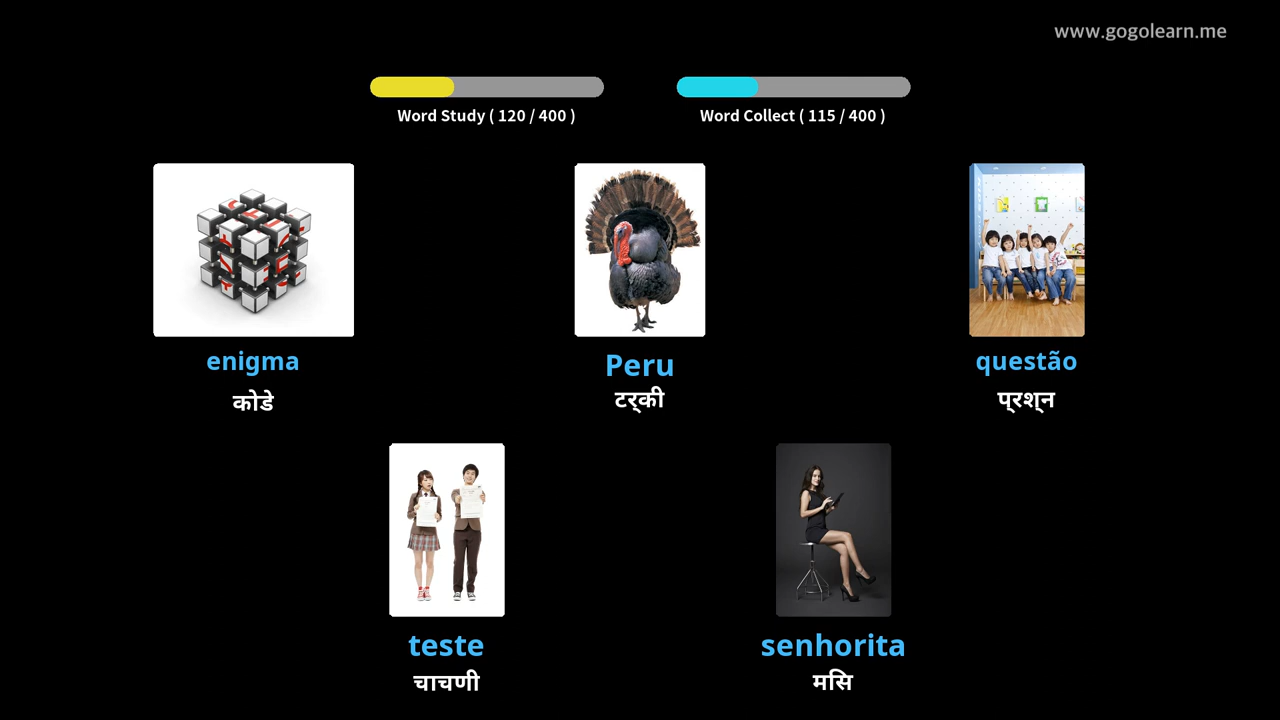 www.gogolearn.me
Word Study ( 120 / 400 )
Word Collect ( 115 / 400 )
enigma
कोडे
Peru
टर्‌की
questão
प्‌रश्‌न
teste
चाचणी
senhorita
मसि